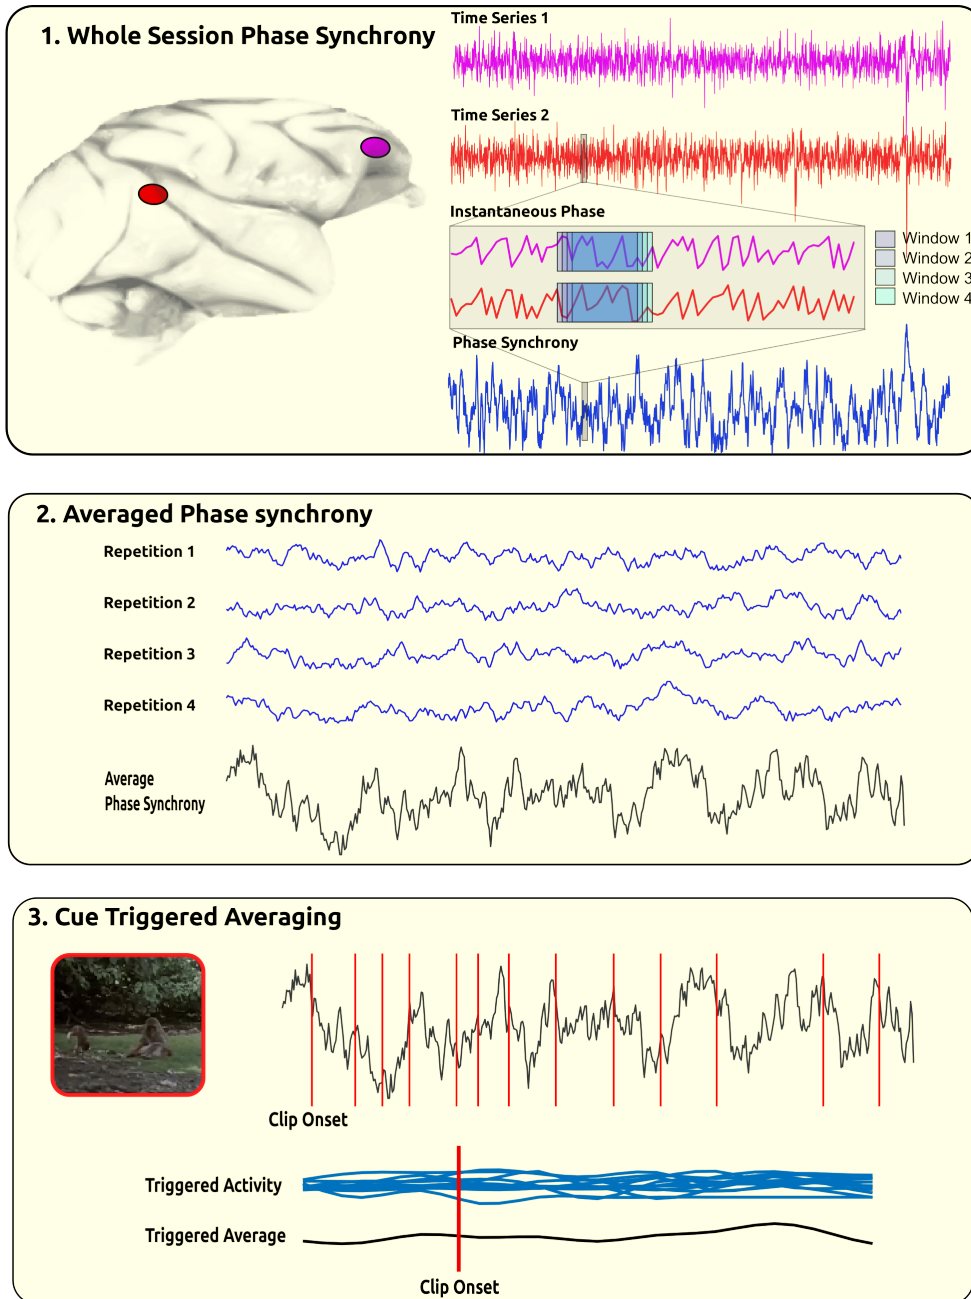 1. Whole Session Phase Synchrony
Time Series 1
Time Series 2
Instantaneous Phase
Window 1
Window 2
Window 3
Window 4
Phase Synchrony
2. Averaged Phase synchrony
Repetition 1
Repetition 2
Repetition 3
Repetition 4
Average
Phase Synchrony
3. Cue Triggered Averaging
Clip Onset
Triggered Activity
Triggered Average
Clip Onset